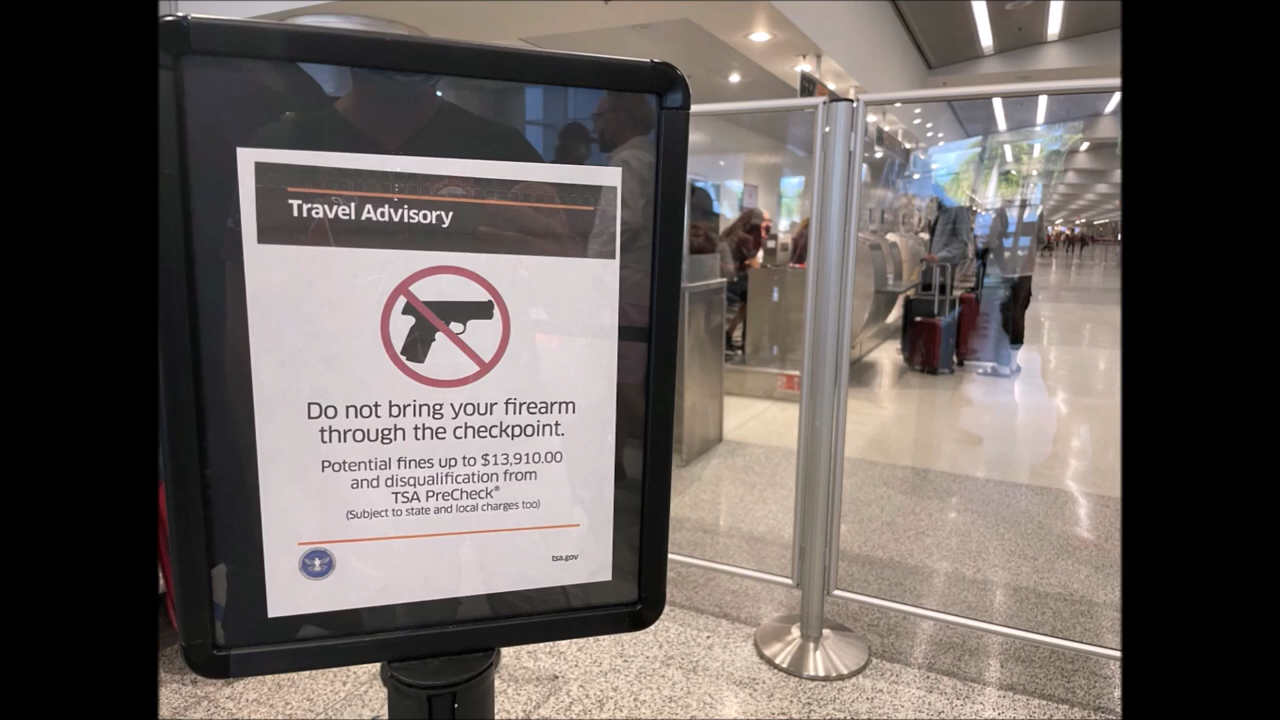 Travel Advisory
Do not bring your firearm
through the checkpoint.
Potential fines up to $13,910.00
and disqualification from
TSA PreCheck®
(Subject to state and local charges too)
tsa.gov